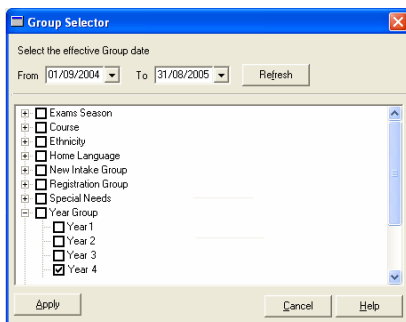 Group Selector
Select the effective Group date
From 01/09/2004 To 31/08/2005 Refresh
Exams Season
Course
Ethnicity
Home Language
New Intake Group
Registration Group
Special Needs
Year Group
Year 1
Year 2
Year 3
Year 4
Apply Cancel Help